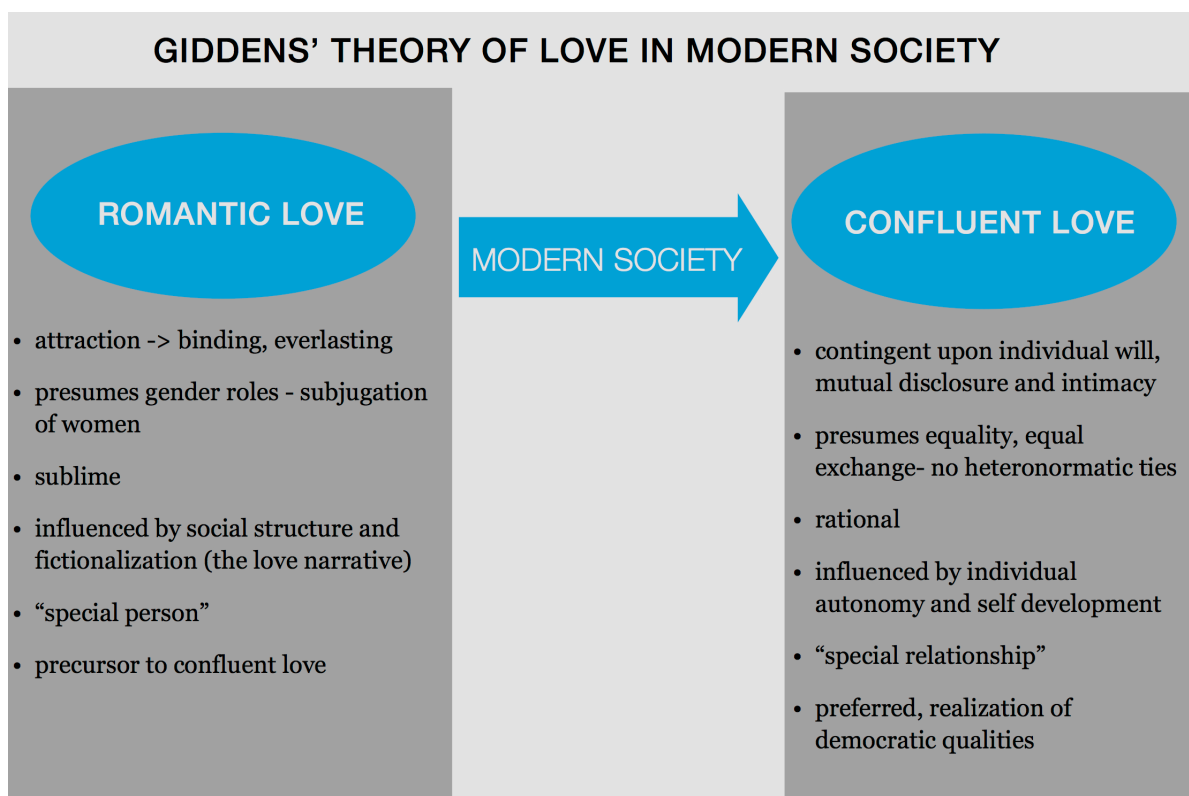 GIDDENS' THEORY OF LOVE IN MODERN SOCIETY
ROMANTIC LOVE
• attraction -> binding, everlasting
• presumes gender roles - subjugation
of women
• sublime
• influenced by social structure and
fictionalization (the love narrative)
• “special person”
• precursor to confluent love
MODERN SOCIETY
CONFLUENT LOVE
• contingent upon individual will,
mutual disclosure and intimacy
• presumes equality, equal
exchange- no heteronormatic ties
• rational
• influenced by individual
autonomy and self development
• “special relationship”
• preferred, realization of
democratic qualities